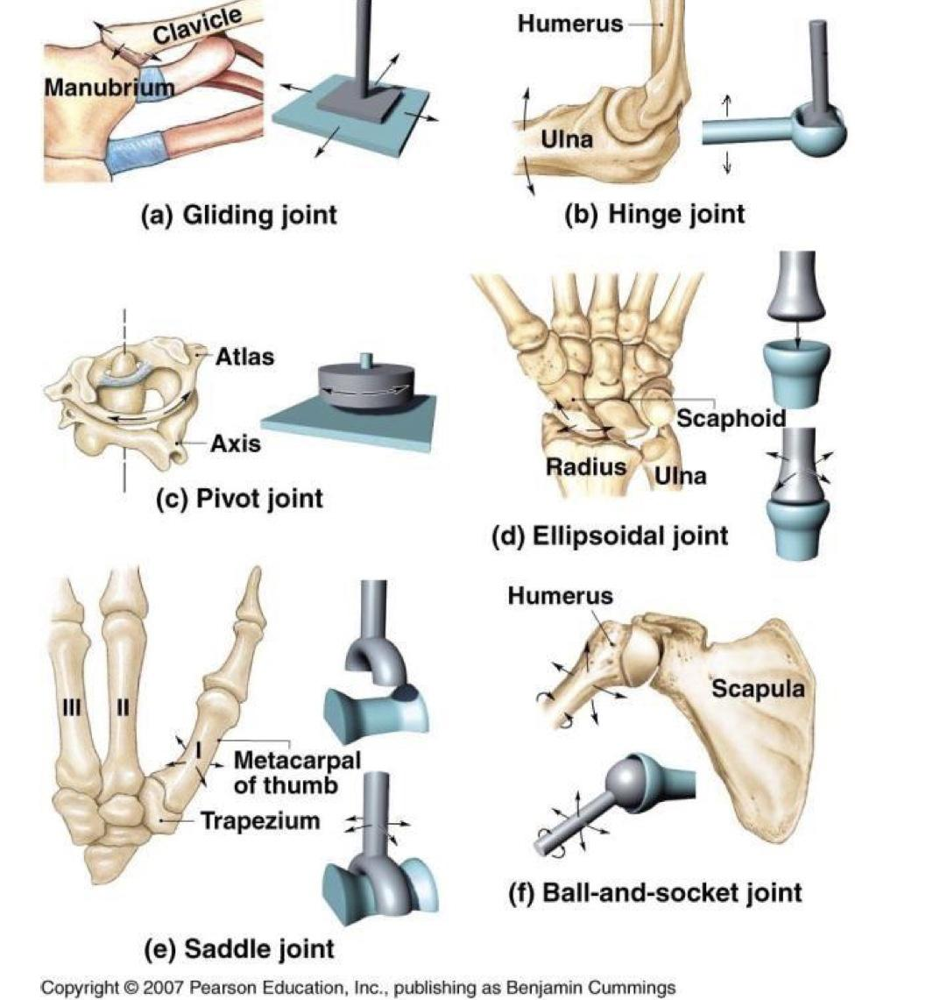 Clavicle
Manubrium
(a) Gliding joint
Humerus
Ulna
(b) Hinge joint
Atlas
Axis
(c) Pivot joint
Scaphoid
Radius
Ulna
(d) Ellipsoidal joint
III
II
I
Metacarpal
of thumb
Trapezium
(e) Saddle joint
Humerus
Scapula
(f) Ball-and-socket joint
Copyright © 2007 Pearson Education, Inc., publishing as Benjamin Cummings